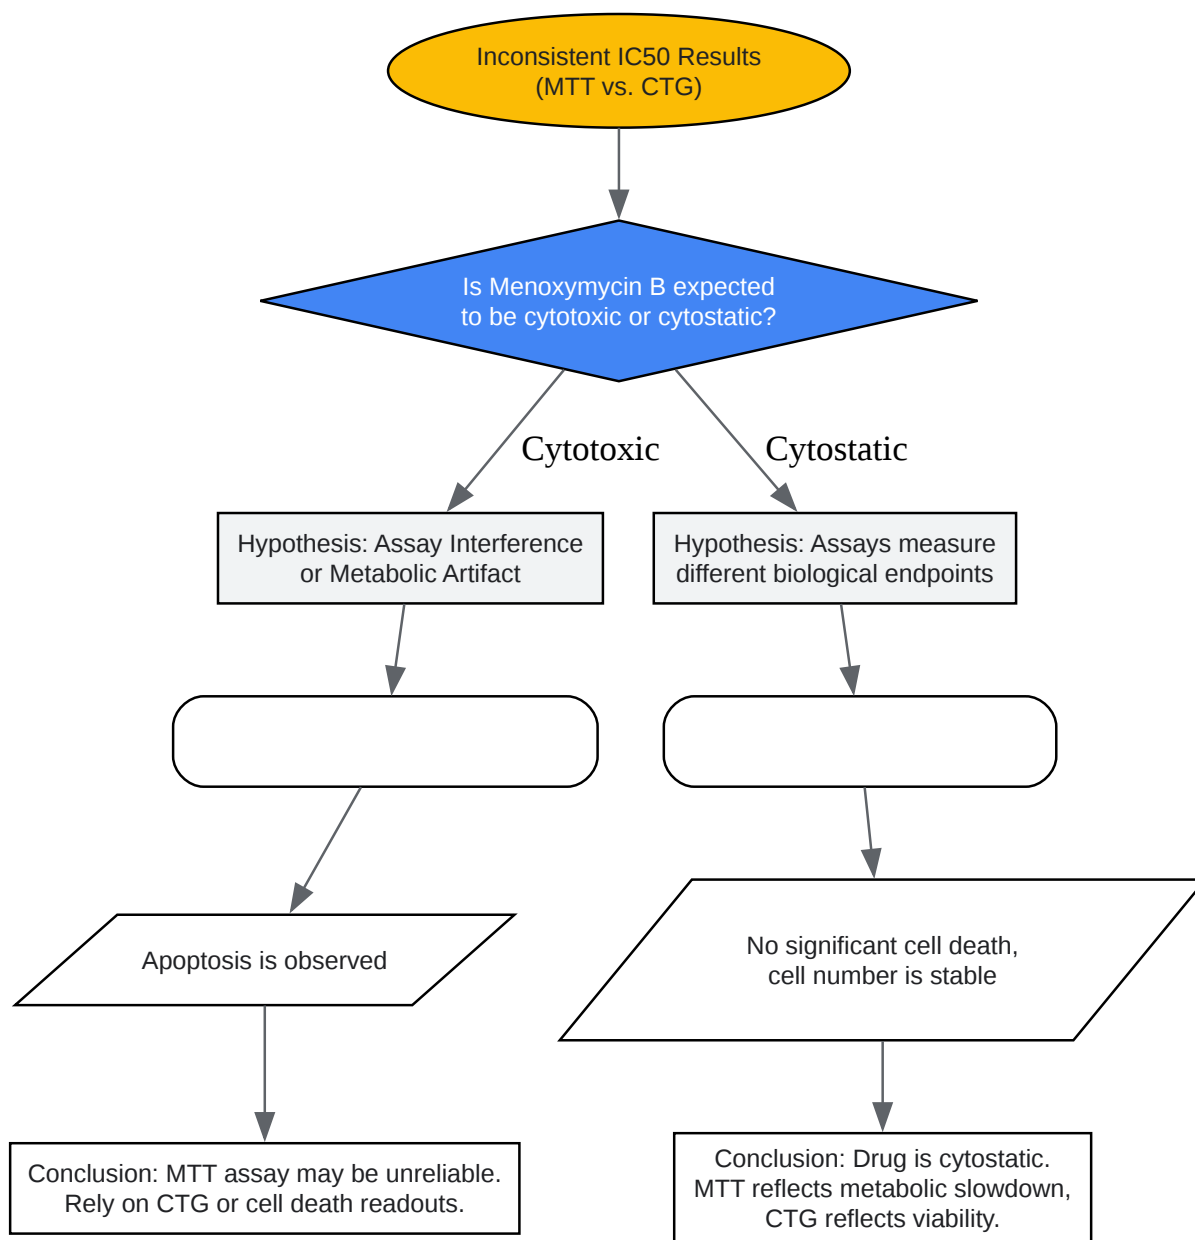 Inconsistent IC50 Results
(MTT vs. CTG)
Is Menoxymycin B expected
to be cytotoxic or cytostatic?
Cytotoxic
Cytostatic
Hypothesis: Assay Interference
or Metabolic Artifact
Hypothesis: Assays measure
different biological endpoints
Apoptosis is observed
No significant cell death,
cell number is stable
Conclusion: MTT assay may be unreliable.
Rely on CTG or cell death readouts.
Conclusion: Drug is cytostatic.
MTT reflects metabolic slowdown,
CTG reflects viability.